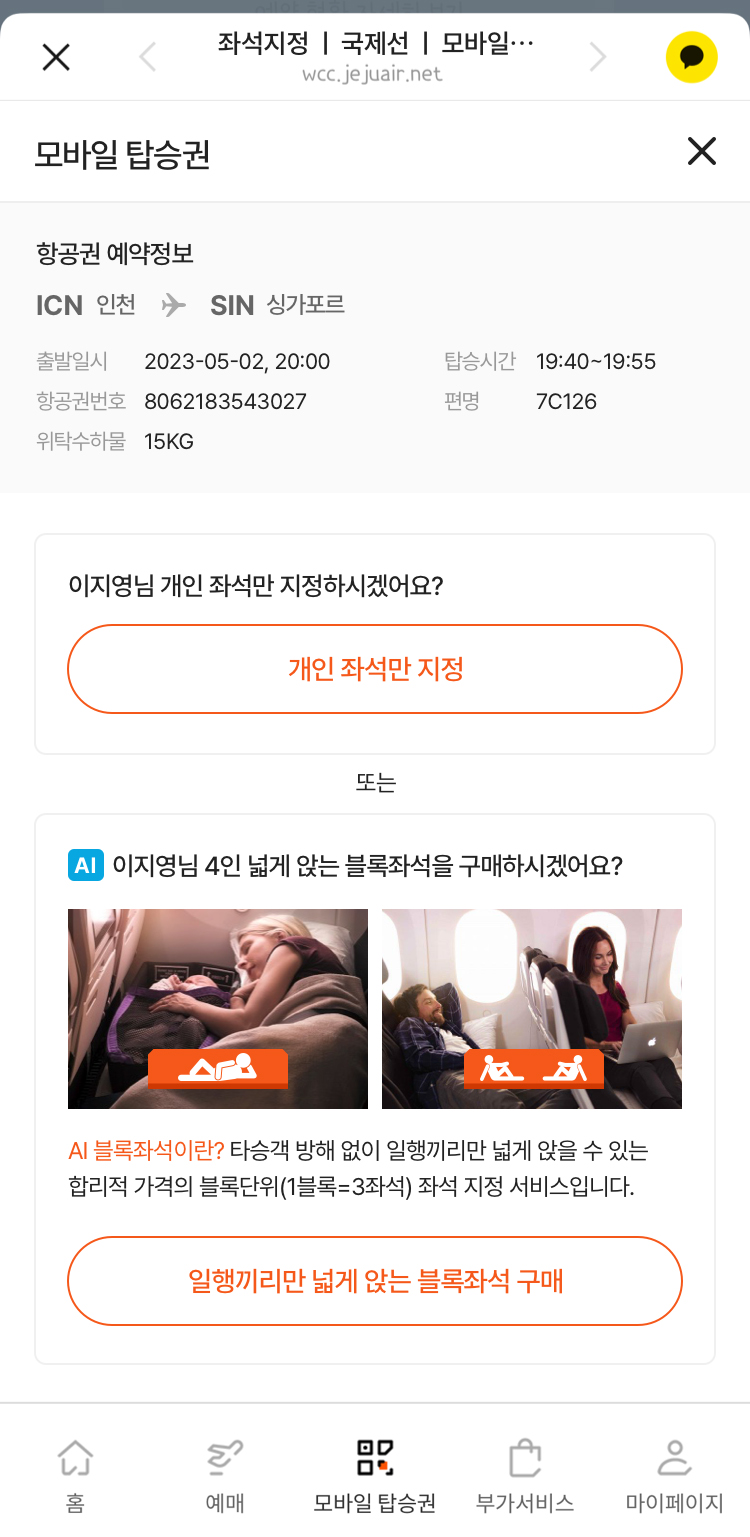 좌석지정 ㅣ 국제선 ㅣ 모바일…
wcc.jejuair.net
모바일 탑승권
항공권 예약정보
ICN 인천 SIN 싱가포르
출발일시 2023-05-02, 20:00 탑승시간 19:40~19:55
항공권번호 8062183543027 편명 7C126
위탁수하물 15KG
이지영님 개인 좌석만 지정하시겠어요?
개인 좌석만 지정
또는
AI 이지영님 4인 넓게 앉는 블록좌석을 구매하시겠어요?
AI 블록좌석이란? 타승객 방해 없이 일행끼리만 넓게 앉을 수 있는
합리적 가격의 블록단위(1블록=3좌석) 좌석 지정 서비스입니다.
일행끼리만 넓게 앉는 블록좌석 구매
홈 예매 모바일 탑승권 부가서비스 마이페이지